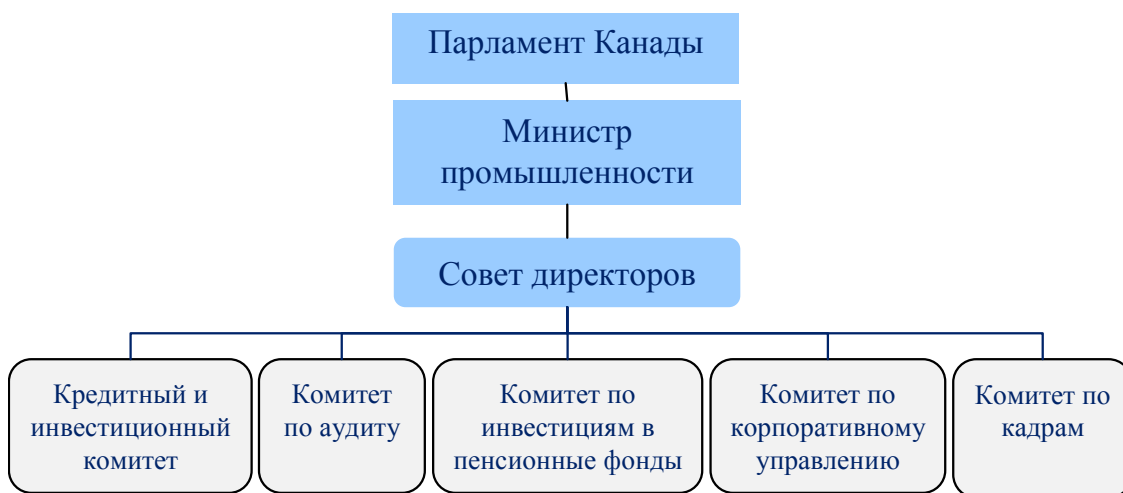 Парламент Канады
Министр
промышленности
Совет директоров
Кредитный и
инвестиционный
комитет
Комитет
по аудиту
Комитет по
инвестициям в
пенсионные фонды
Комитет по
корпоративному
управлению
Комитет по
кадрам